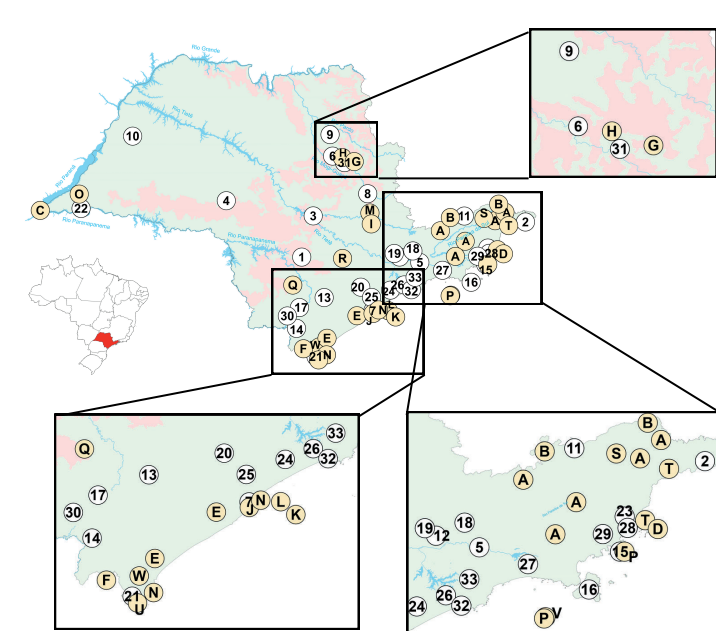 Rio Grande
Rio Tietê
Rio Paraná
Rio Paranapanema
Rio Paranapanema
Rio Tietê
10
9
6
H
31
G
8
M
I
O
C
22
4
3
1
R
B
11
S
B
A
A
T
2
A
A
A
29
28
D
15
27
16
P
19
18
5
Q
13
20
25
24
26
33
32
17
30
14
E
7
J
N
L
K
F
W
E
21
N
9
6
H
31
G
Q
20
33
26
24
32
13
25
17
30
7
N
L
J
E
K
14
E
W
F
N
21
U
B
B
11
A
S
A
T
2
A
A
23
T
28
D
29
19
12
18
A
5
15
P
27
33
26
24
32
16
P
V